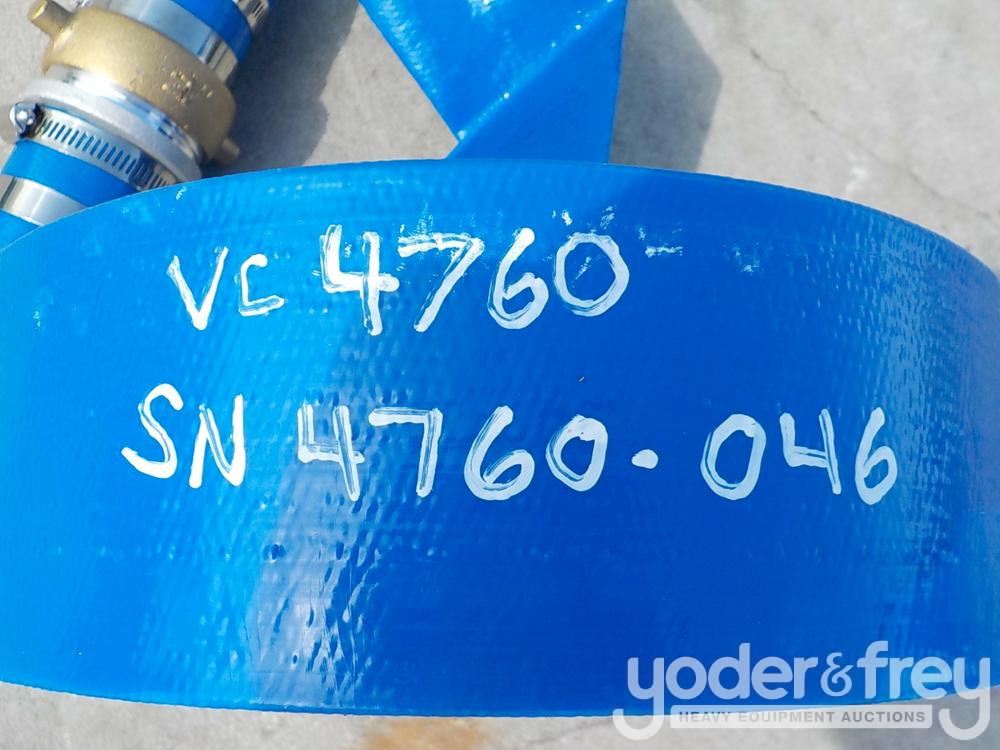 VC 4760
SN 4760.046
yoder&frey
HEAVY EQUIPMENT AUCTIONS